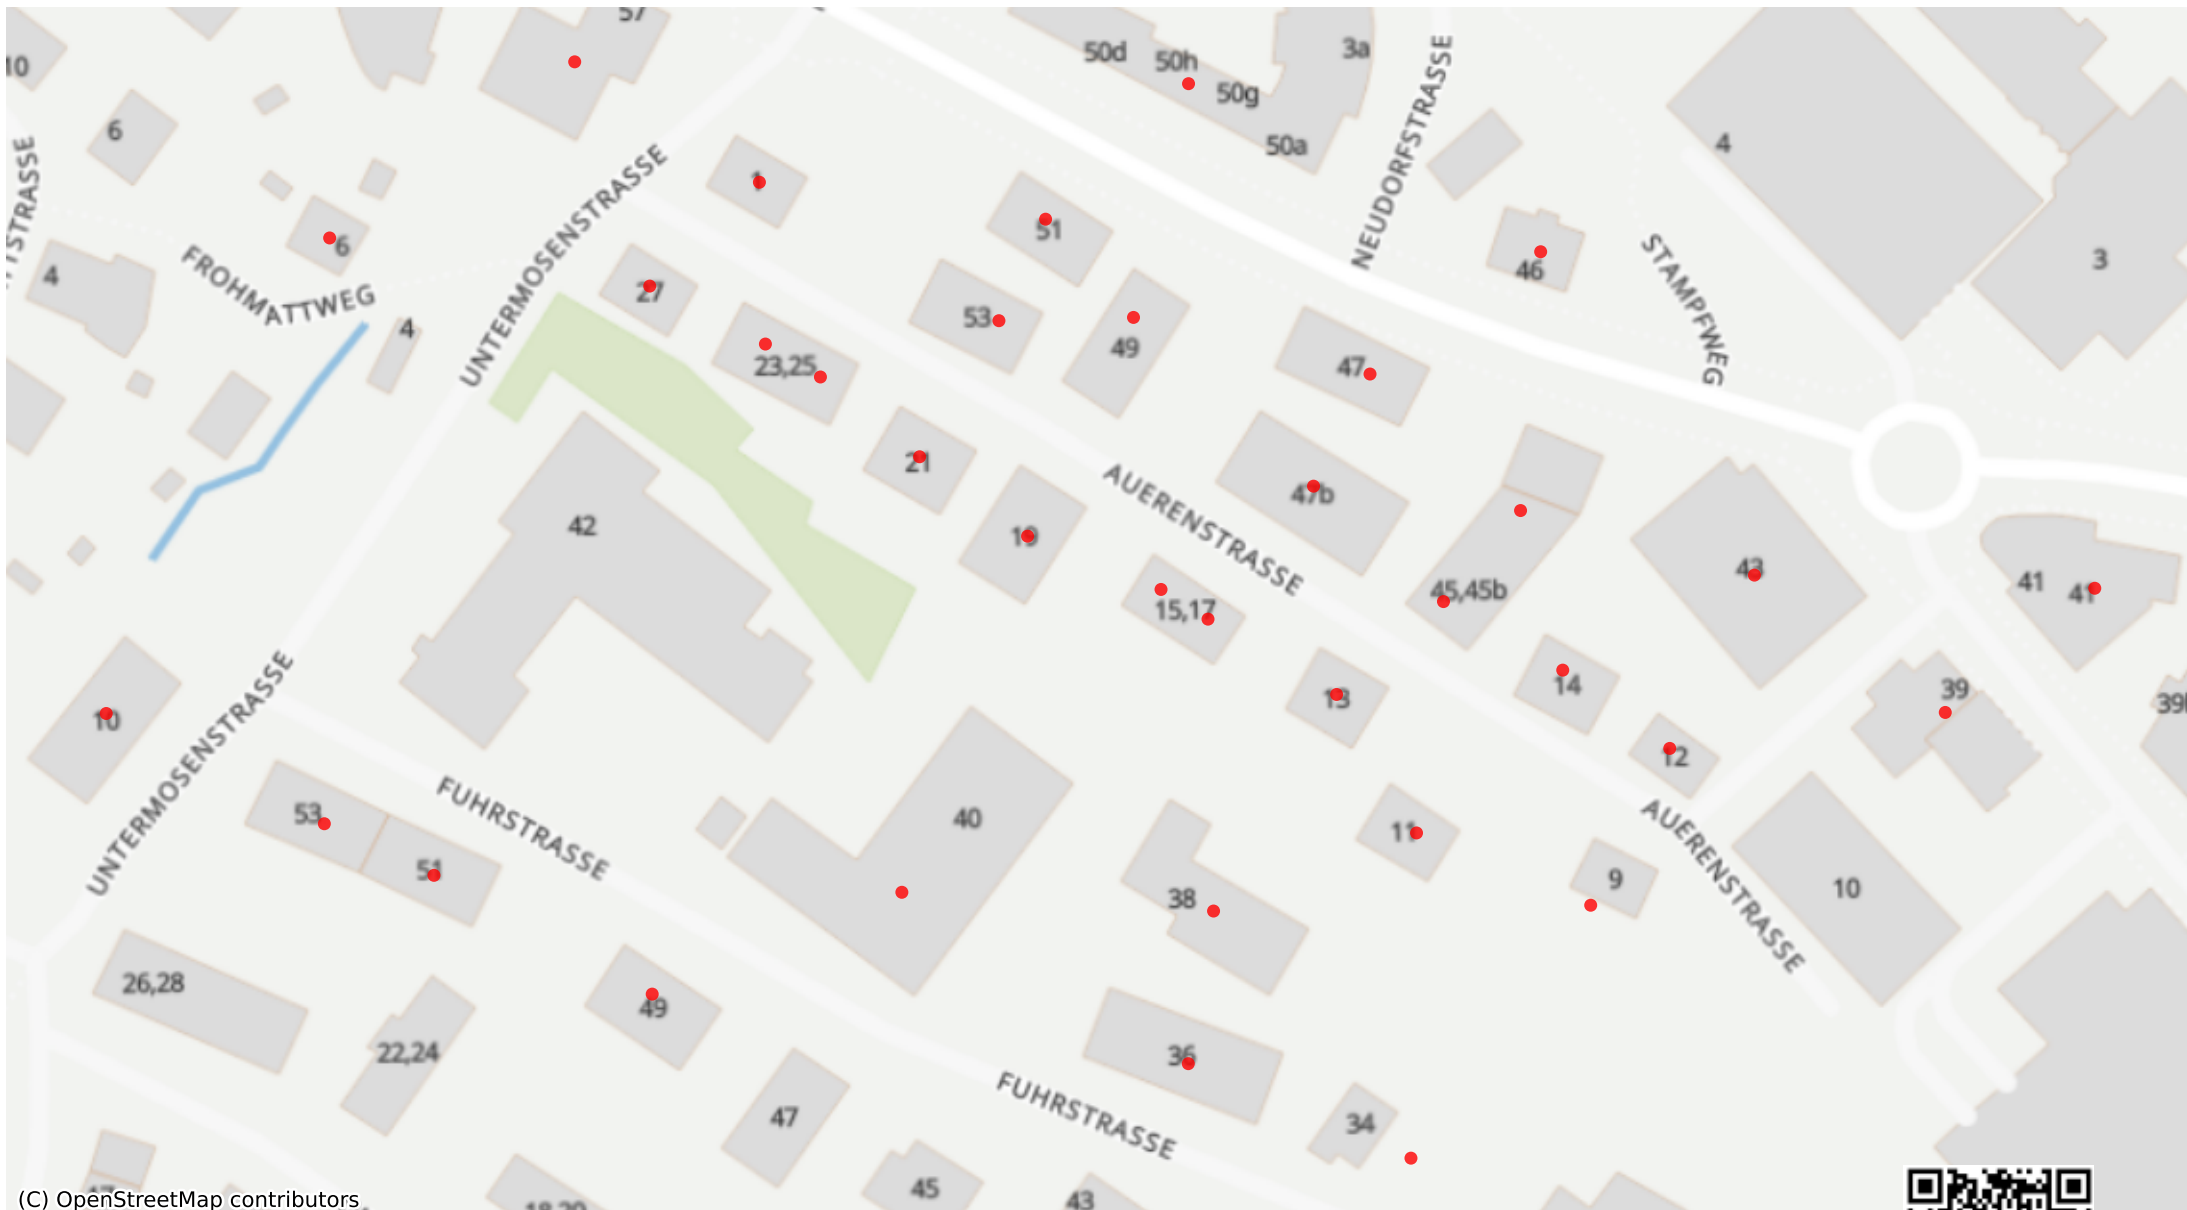 57
10
50d
50h
3a
50g
50a
6
4
1
NEUDORFSTRASSE
UNTERMOSENSTRASSE
51
6
46
STAMPFWEG
3
4
FROHMATTWEG
27
53
49
4
23,25
47
21
47b
42
19
AUERENSTRASSE
43
45,45b
41
41
15,17
14
13
39
10
12
UNTERMOSENSTRASSE
53
FUHRSTRASSE
40
51
11
AUERENSTRASSE
9
10
38
26,28
49
22,24
36
47
FUHRSTRASSE
34
45
43
(C) OpenStreetMap contributors